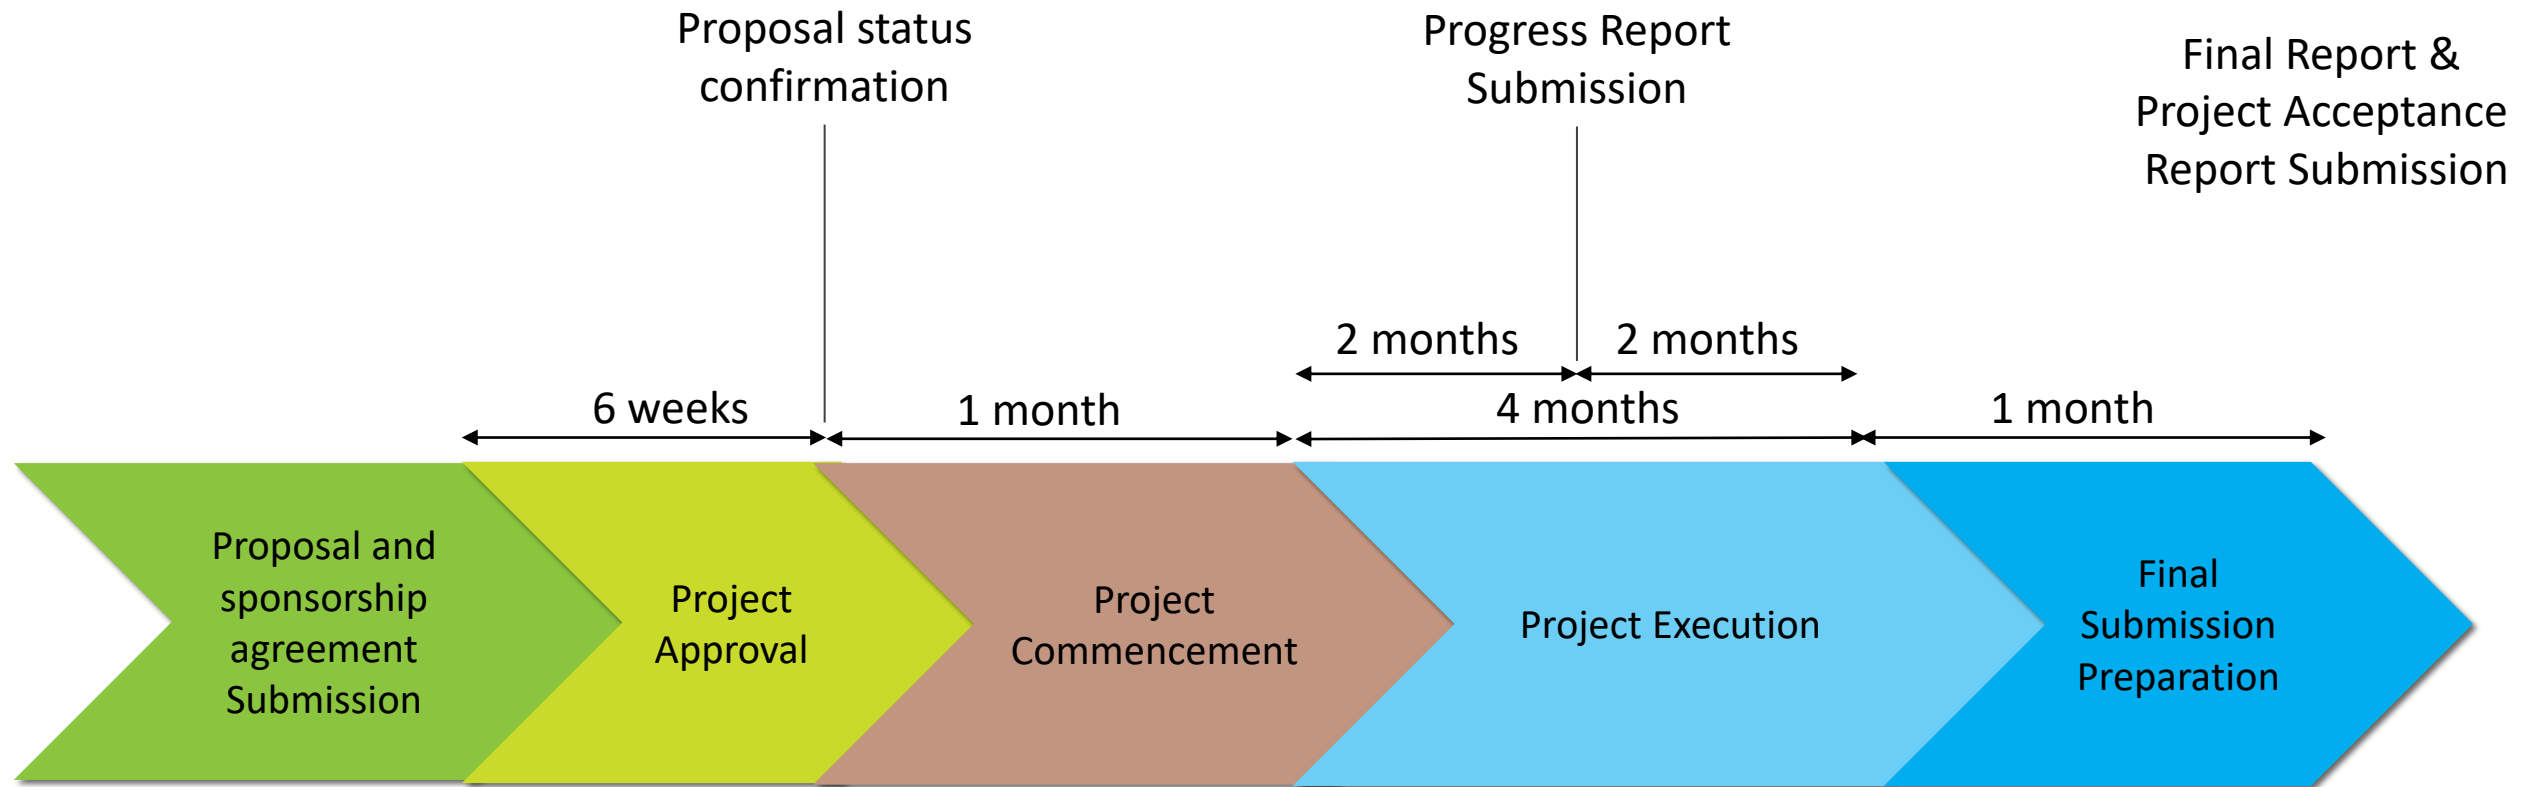 Proposal status
confirmation
Progress Report
Submission
Final Report &
Project Acceptance
Report Submission
2 months
2 months
6 weeks
1 month
4 months
1 month
Proposal and
sponsorship
agreement
Submission
Project
Approval
Project
Commencement
Project Execution
Final
Submission
Preparation